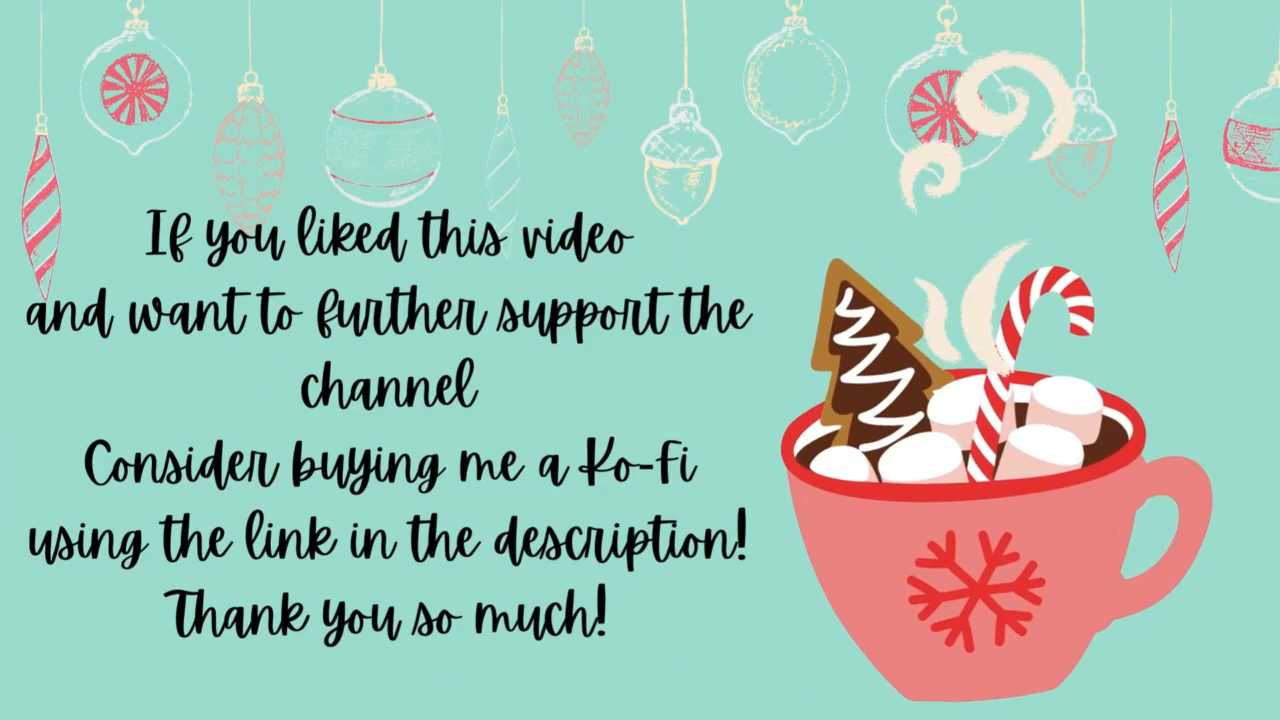 If you liked this video
and want to further support the
channel
Consider buying me a Ko-Fi
using the link in the description!
Thank you so much!